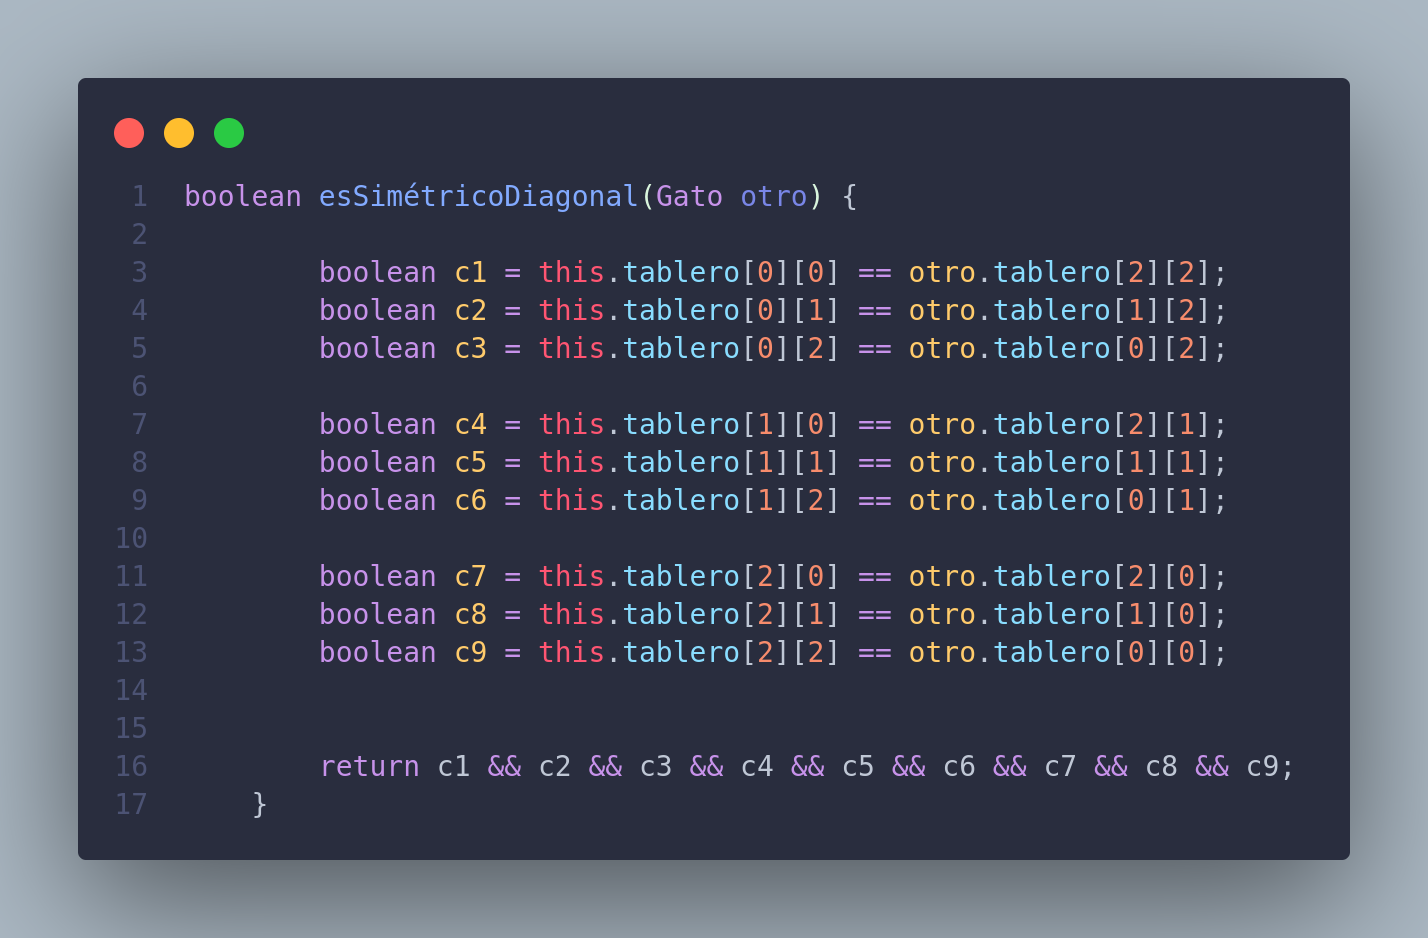 1 boolean esSimétricoDiagonal(Gato otro) {
2
3 boolean c1 = this.tablero[0][0] == otro.tablero[2][2];
4 boolean c2 = this.tablero[0][1] == otro.tablero[1][2];
5 boolean c3 = this.tablero[0][2] == otro.tablero[0][2];
6
7 boolean c4 = this.tablero[1][0] == otro.tablero[2][1];
8 boolean c5 = this.tablero[1][1] == otro.tablero[1][1];
9 boolean c6 = this.tablero[1][2] == otro.tablero[0][1];
10
11 boolean c7 = this.tablero[2][0] == otro.tablero[2][0];
12 boolean c8 = this.tablero[2][1] == otro.tablero[1][0];
13 boolean c9 = this.tablero[2][2] == otro.tablero[0][0];
14
15
16 return c1 && c2 && c3 && c4 && c5 && c6 && c7 && c8 && c9;
17 }